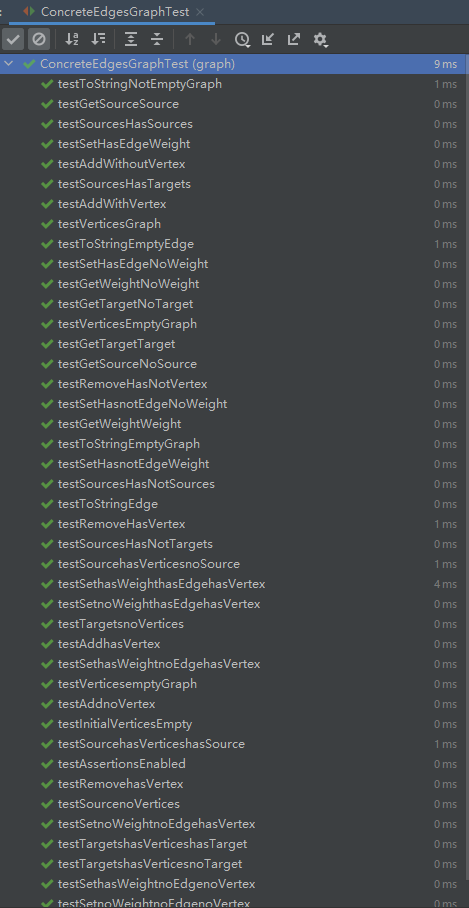 ConcreteEdgesGraphTest
ConcreteEdgesGraphTest (graph) 9 ms
testToStringNotEmptyGraph 1 ms
testGetSourceSource 0 ms
testSourcesHasSources 0 ms
testSetHasEdgeWeight 0 ms
testAddWithoutVertex 0 ms
testSourcesHasTargets 0 ms
testAddWithVertex 0 ms
testVerticesGraph 0 ms
testToStringEmptyEdge 1 ms
testSetHasEdgeNoWeight 0 ms
testGetWeightNoWeight 0 ms
testGetTargetNoTarget 0 ms
testVerticesEmptyGraph 0 ms
testGetTargetTarget 0 ms
testGetSourceNoSource 0 ms
testRemoveHasNotVertex 0 ms
testSetHasnotEdgeNoWeight 0 ms
testGetWeightWeight 0 ms
testToStringEmptyGraph 0 ms
testSetHasnotEdgeWeight 0 ms
testSourcesHasNotSources 0 ms
testToStringEdge 0 ms
testRemoveHasVertex 1 ms
testSourcesHasNotTargets 0 ms
testSourcehasVerticesnoSource 1 ms
testSethasWeighthasEdgehasVertex 4 ms
testSetnoWeighthasEdgehasVertex 0 ms
testTargetsnoVertices 0 ms
testAddhasVertex 0 ms
testSethasWeightnoEdgehasVertex 0 ms
testVerticesemptyGraph 0 ms
testAddnoVertex 0 ms
testInitialVerticesEmpty 0 ms
testSourcehasVerticeshasSource 1 ms
testAssertionsEnabled 0 ms
testRemovehasVertex 0 ms
testSourcenoVertices 0 ms
testSetnoWeightnoEdgehasVertex 0 ms
testTargetshasVerticeshasTarget 0 ms
testTargetshasVerticesnoTarget 0 ms
testSethasWeightnoEdgenoVertex 0 ms
testSetnoWeightnoEdgenoVertex 0 ms